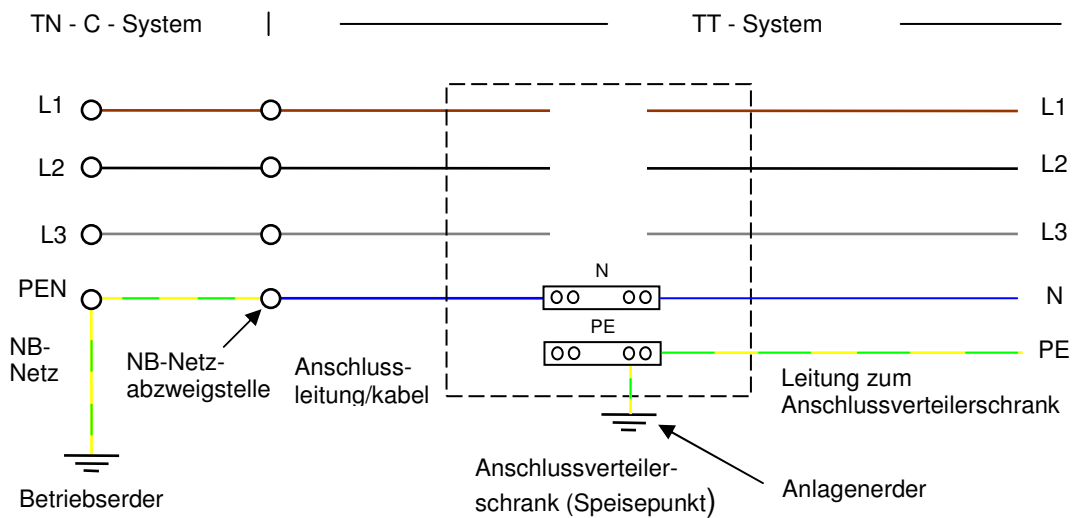 TN - C - System | TT - System
L1 L1
L2 L2
L3 L3
PEN N N
PE PE
NB-
Netz
NB-Netz-
abzweigstelle
Anschluss-
leitung/kabel
Leitung zum
Anschlussverteilerschrank
Betriebserder
Anschlussverteiler-
schrank (Speisepunkt)
Anlagenerder